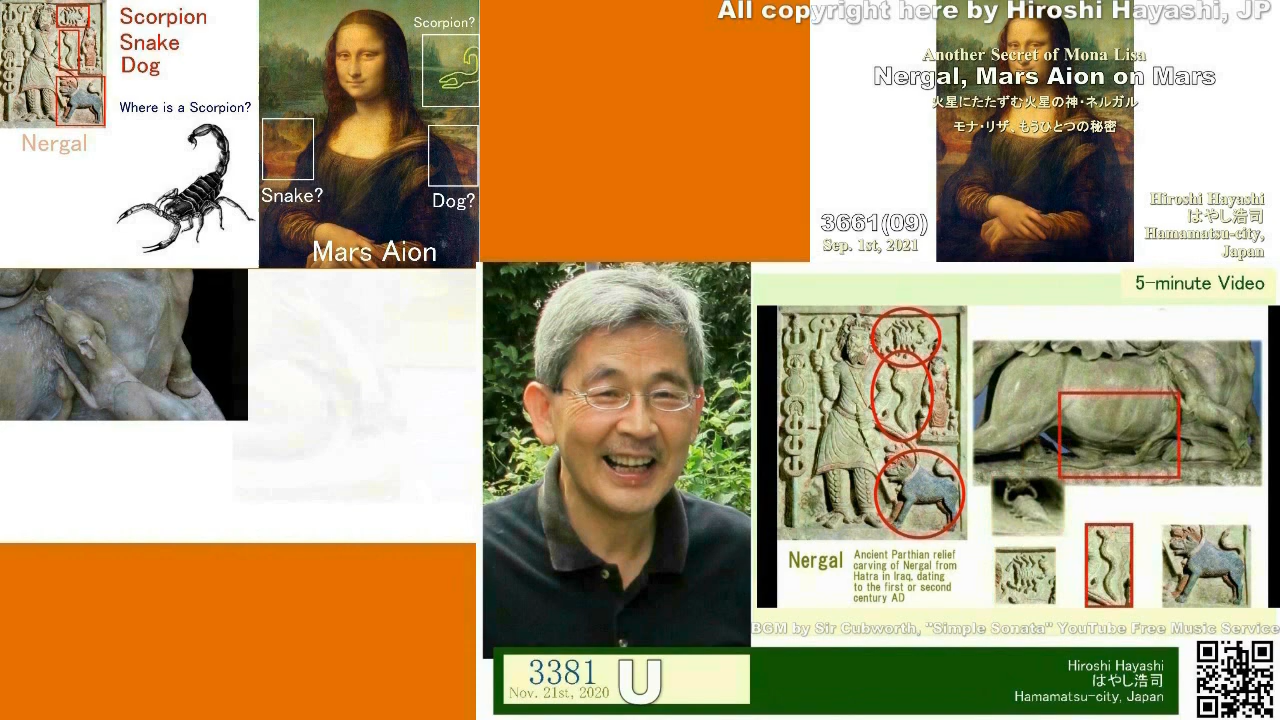 All copyright here by Hiroshi Hayashi, JP
Scorpion
Snake
Dog
Where is a Scorpion?
Nergal
Scorpion?
Snake?
Dog?
Mars Aion
Another Secret of Mona Lisa
Nergal, Mars Aion on Mars
火星にたたずむ火星の神・ネルガル
モナ・リザ、もうひとつの秘密
3661(09)
Sep. 1st, 2021
Hiroshi Hayashi
はやし浩司
Hamamatsu-city,
Japan
5-minute Video
Nergal
Ancient Parthian relief
carving of Nergal from
Hatra in Iraq, dating
to the first or second
century AD
BGM by Sir Cubworth, "Simple Sonata" YouTube Free Music Service
3381
Nov. 21st, 2020
U
Hiroshi Hayashi
はやし浩司
Hamamatsu-city, Japan